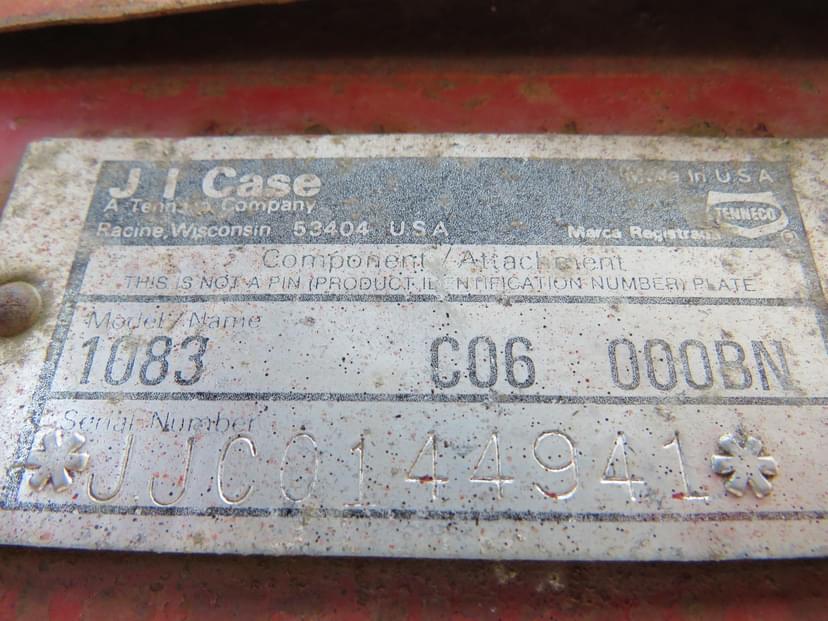 J I Case
Made In U.S.A
A Tenneco Company
TENNECO
Racine, Wisconsin 53404 USA
Marca Registrada
®
Component/Attachment
THIS IS NOT A PIN (PRODUCT IDENTIFICATION NUMBER) PLATE
Model/Name
1083 C06 000BN
Serial Number
*JJC0144941*